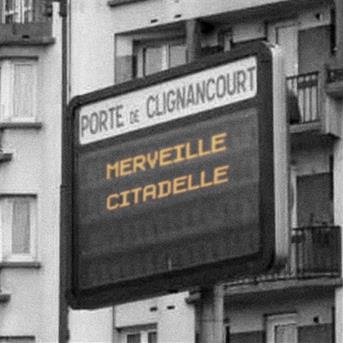 PORTE DE CLIGNANCOURT
MERVEILLE
CITADELLE